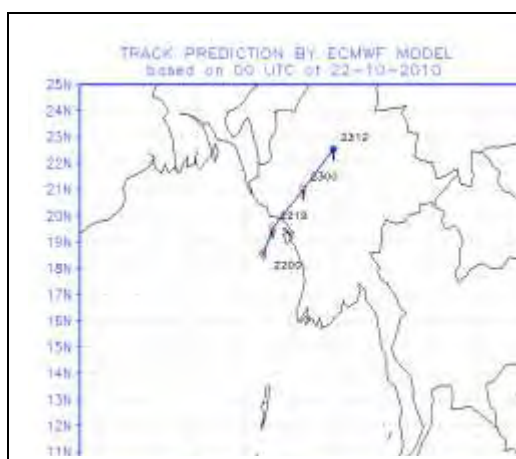 TRACK PREDICTION BY ECMWF MODEL
based on 00 UTC of 22-10-2010
25N
24N
23N
2312
22N
2300
21N
20N
2212
19N
2200
18N
17N
16N
15N
14N
13N
12N
11N